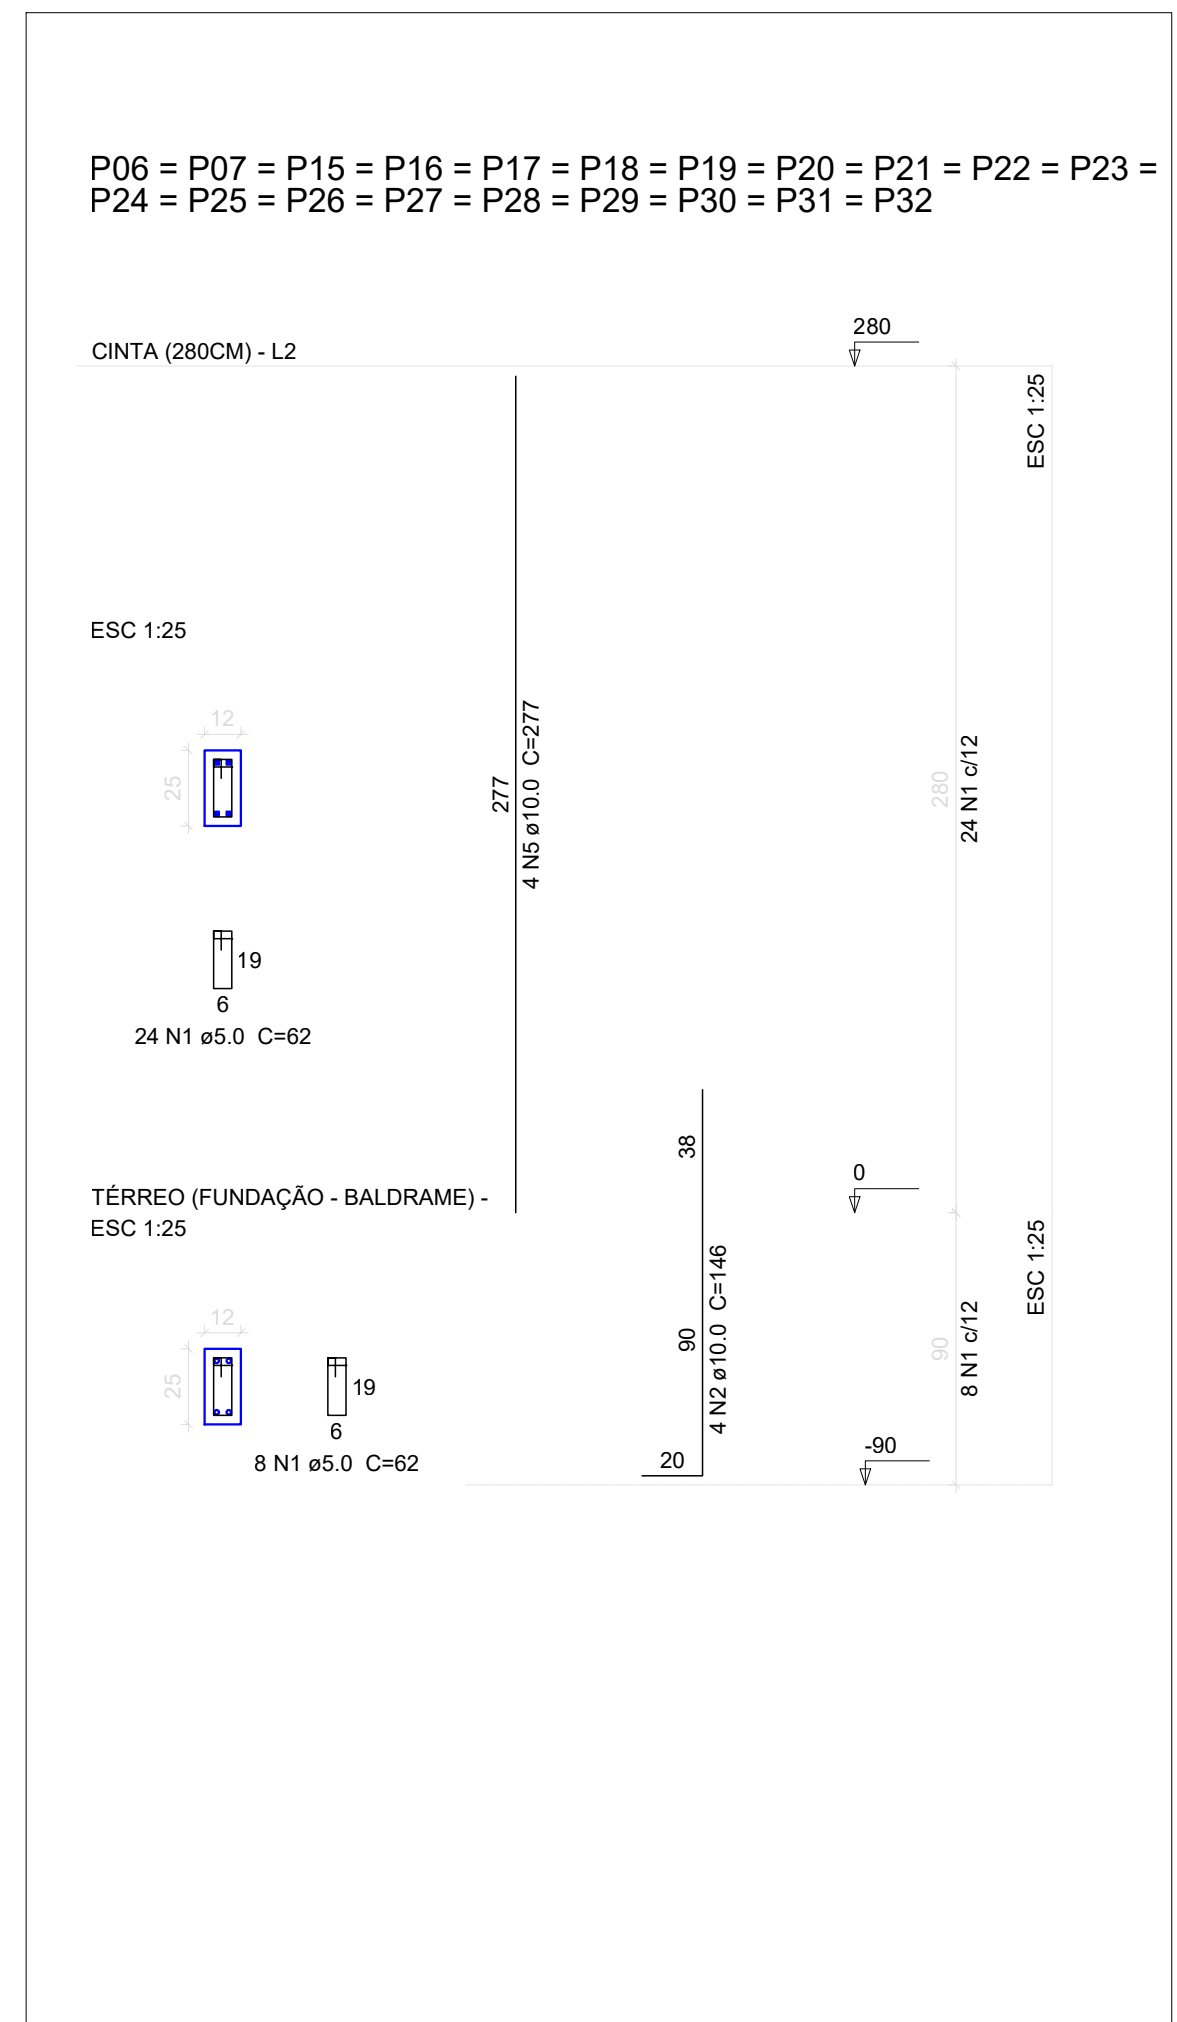 P06 = P07 = P15 = P16 = P17 = P18 = P19 = P20 = P21 = P22 = P23 =
P24 = P25 = P26 = P27 = P28 = P29 = P30 = P31 = P32
280
CINTA (280CM) - L2
ESC 1:25
ESC 1:25
12
25
277
4 N5 ø10.0 C=277
280
24 N1 c/12
19
6
24 N1 ø5.0 C=62
38
0
TÉRREO (FUNDAÇÃO - BALDRAME) -
ESC 1:25
ESC 1:25
12
25
19
6
8 N1 ø5.0 C=62
90
4 N2 ø10.0 C=146
20
90
8 N1 c/12
-90